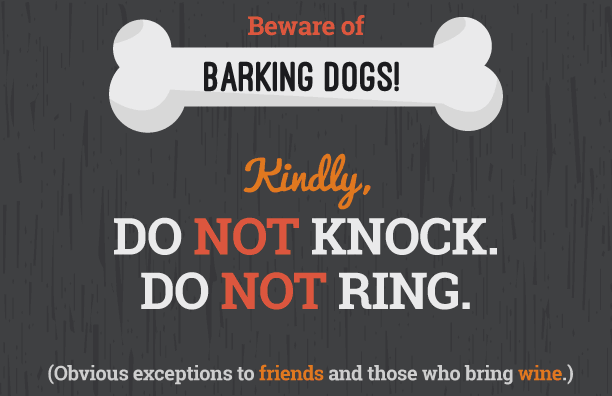 Beware of
BARKING DOGS!
Kindly,
DO NOT KNOCK.
DO NOT RING.
(Obvious exceptions to friends and those who bring wine.)